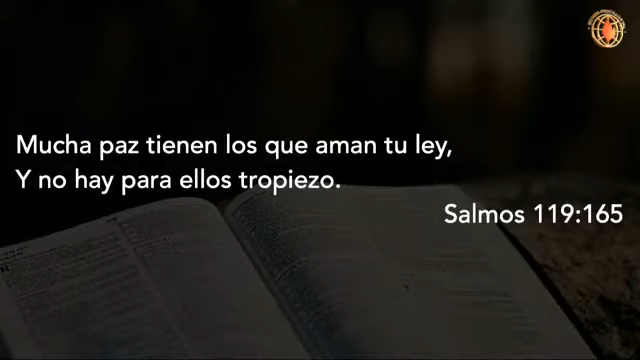 Mucha paz tienen los que aman tu ley,
Y no hay para ellos tropiezo.
Salmos 119:165